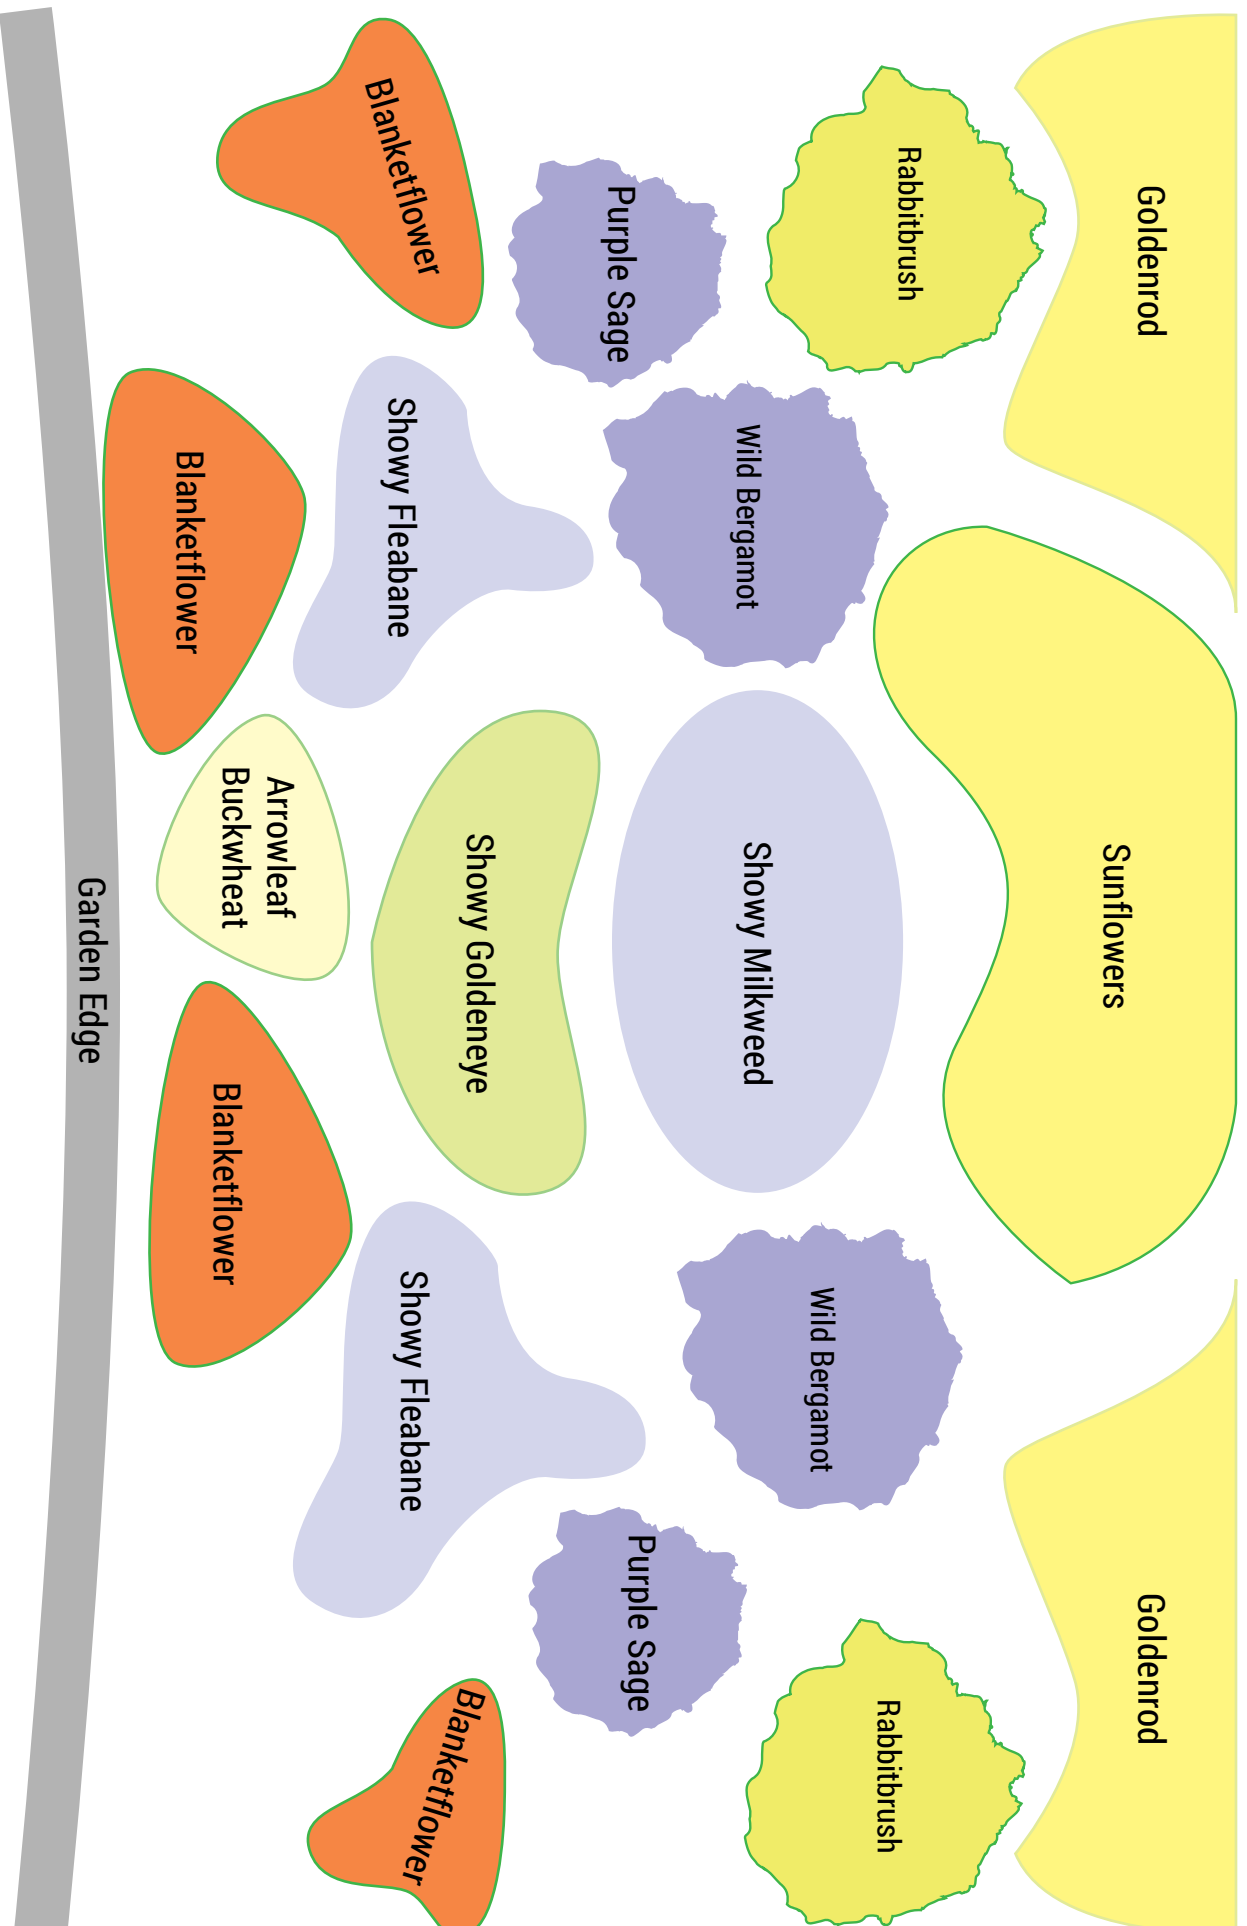 Goldenrod
Sunflowers
Goldenrod
Rabbitbrush
Rabbitbrush
Wild Bergamot
Showy Milkweed
Wild Bergamot
Purple Sage
Purple Sage
Blanketflower
Showy Fleabane
Showy Goldeneye
Showy Fleabane
Blanketflower
Blanketflower
Arrowleaf
Buckwheat
Blanketflower
Garden Edge